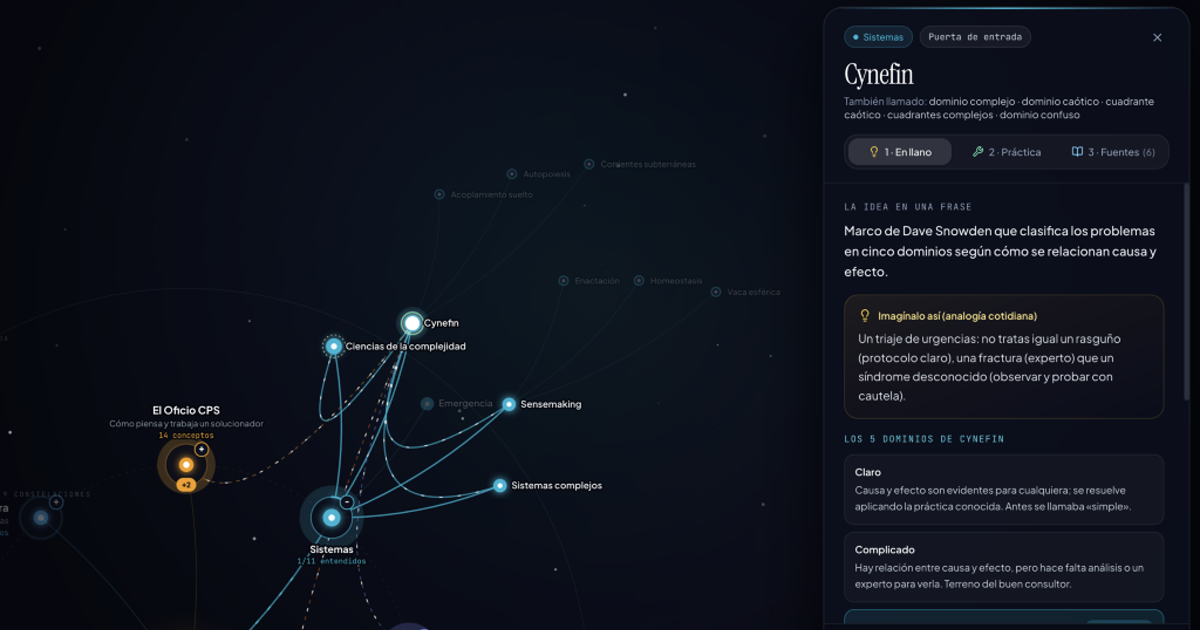 Sistemas
Puerta de entrada
Cynefin
También llamado: dominio complejo · dominio caótico · cuadrante
caótico · cuadrantes complejos · dominio confuso
1 · En llano
2 · Práctica
3 · Fuentes (6)
LA IDEA EN UNA FRASE
Marco de Dave Snowden que clasifica los problemas
en cinco dominios según cómo se relacionan causa y
efecto.
Imagínalo así (analogía cotidiana)
Un triaje de urgencias: no tratas igual un rasguño
(protocolo claro), una fractura (experto) que un
síndrome desconocido (observar y probar con
cautela).
LOS 5 DOMINIOS DE CYNEFIN
Claro
Causa y efecto son evidentes para cualquiera; se resuelve
aplicando la práctica conocida. Antes se llamaba «simple».
Complicado
Hay relación entre causa y efecto, pero hace falta análisis o un
experto para verla. Terreno del buen consultor.
Corrientes subterráneas
Autopoiesis
Acoplamiento suelto
Enactación
Homeostasis
Vaca esférica
Cynefin
Ciencias de la complejidad
Emergencia
Sensemaking
El Oficio CPS
Cómo piensa y trabaja un solucionador
14 conceptos
+2
Sistemas complejos
Y CONSTELACIONES
Sistemas
1/11 entendidos